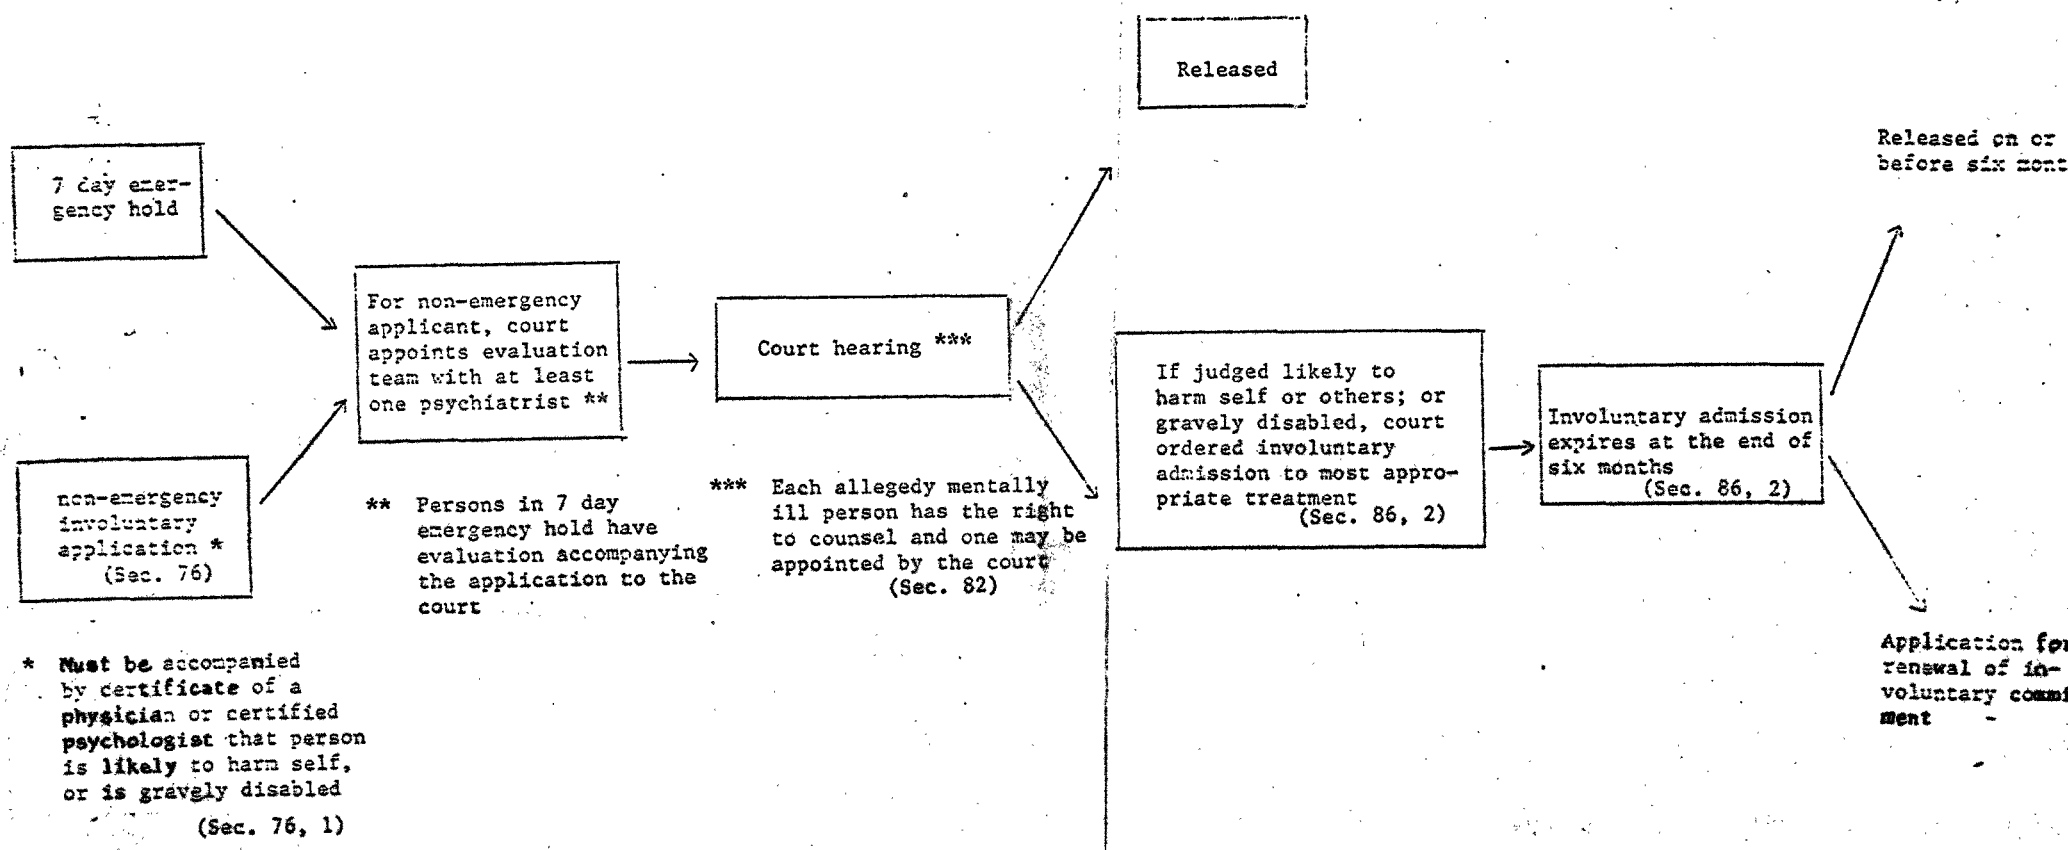 Released
Released on or
before six mont
7 day emer-
gency hold
For non-emergency
applicant, court
appoints evaluation
team with at least
one psychiatrist **
Court hearing ***
If judged likely to
harm self or others; or
gravely disabled, court
ordered involuntary
admission to most appro-
priate treatment
(Sec. 86, 2)
Involuntary admission
expires at the end of
six months
(Sec. 86, 2)
non-emergency
involuntary
application *
(Sec. 76)
** Persons in 7 day
emergency hold have
evaluation accompanying
the application to the
court
*** Each allegedy mentally
ill person has the right
to counsel and one may be
appointed by the court
(Sec. 82)
Application for
renewal of in-
voluntary commi
ment -
* Must be accompanied
by certificate of a
physician or certified
psychologist that person
is likely to harm self,
or is gravely disabled
(Sec. 76, 1)